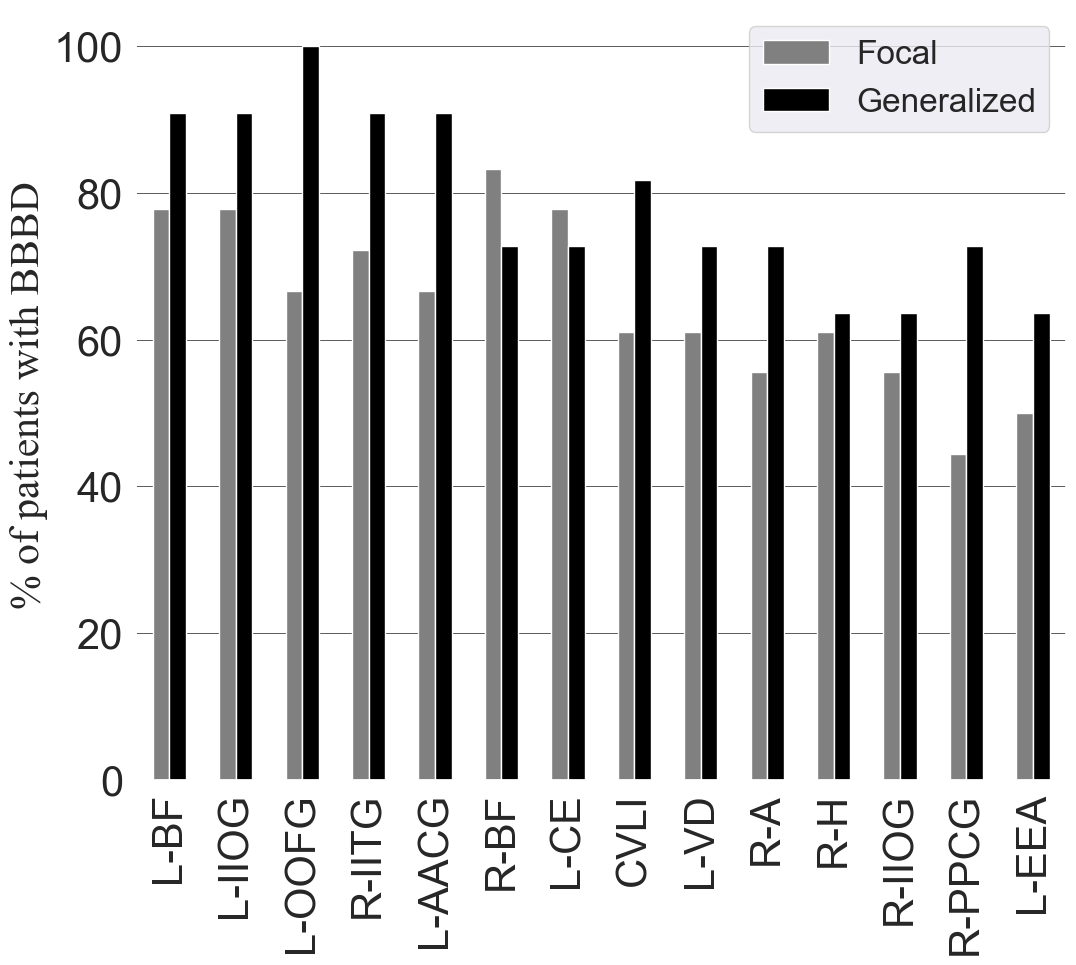 % of patients with BBBD
100
80
60
40
20
0
Focal
Generalized
L-BF
L-IIOG
L-OOFG
R-IITG
L-AACG
R-BF
L-CE
CVLI
L-VD
R-A
R-H
R-IIOG
R-PPCG
L-EEA